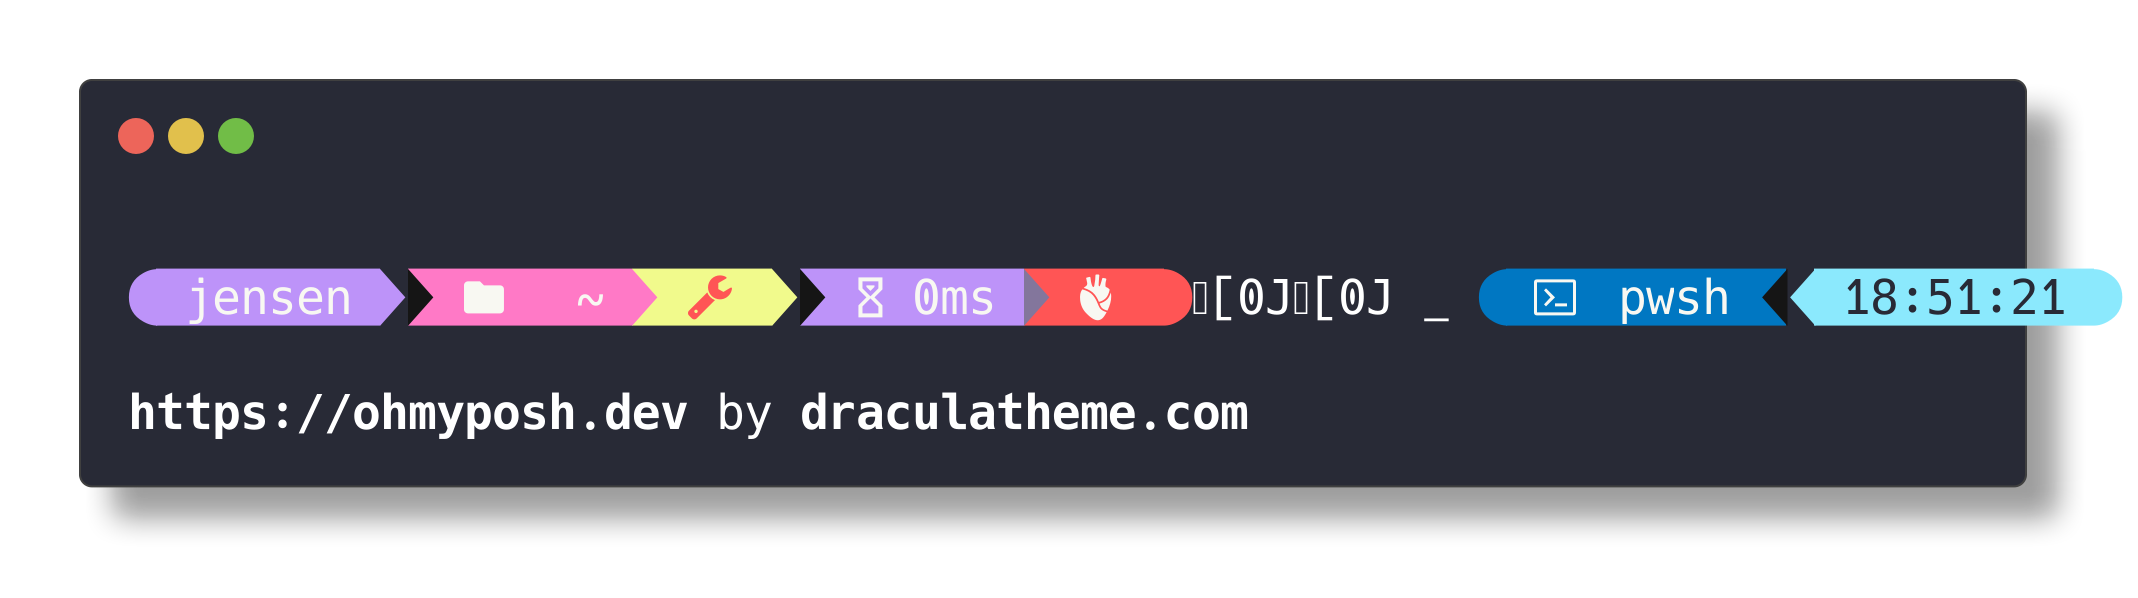 jensen ~ 0ms ▯[0J▯[0J _ pwsh 18:51:21
https://ohmyposh.dev by draculatheme.com